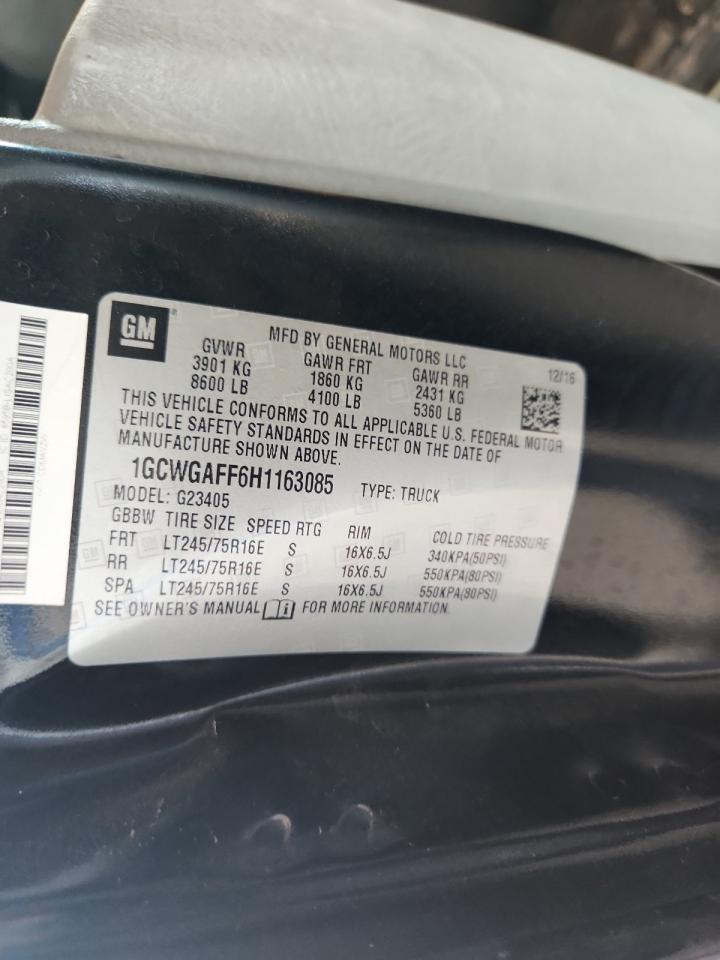 GM
MFD BY GENERAL MOTORS LLC
12/16
GVWR GAWR FRT GAWR RR
3901 KG 1860 KG 2431 KG
8600 LB 4100 LB 5360 LB
THIS VEHICLE CONFORMS TO ALL APPLICABLE U.S. FEDERAL MOTOR
VEHICLE SAFETY STANDARDS IN EFFECT ON THE DATE OF
MANUFACTURE SHOWN ABOVE.
1GCWGAFF6H1163085 TYPE: TRUCK
MODEL: G23405
GBBW TIRE SIZE SPEED RTG RIM COLD TIRE PRESSURE
FRT LT245/75R16E S 16X6.5J 340KPA(50PSI)
RR LT245/75R16E S 16X6.5J 550KPA(80PSI)
SPA LT245/75R16E S 16X6.5J 550KPA(80PSI)
SEE OWNER'S MANUAL FOR MORE INFORMATION.